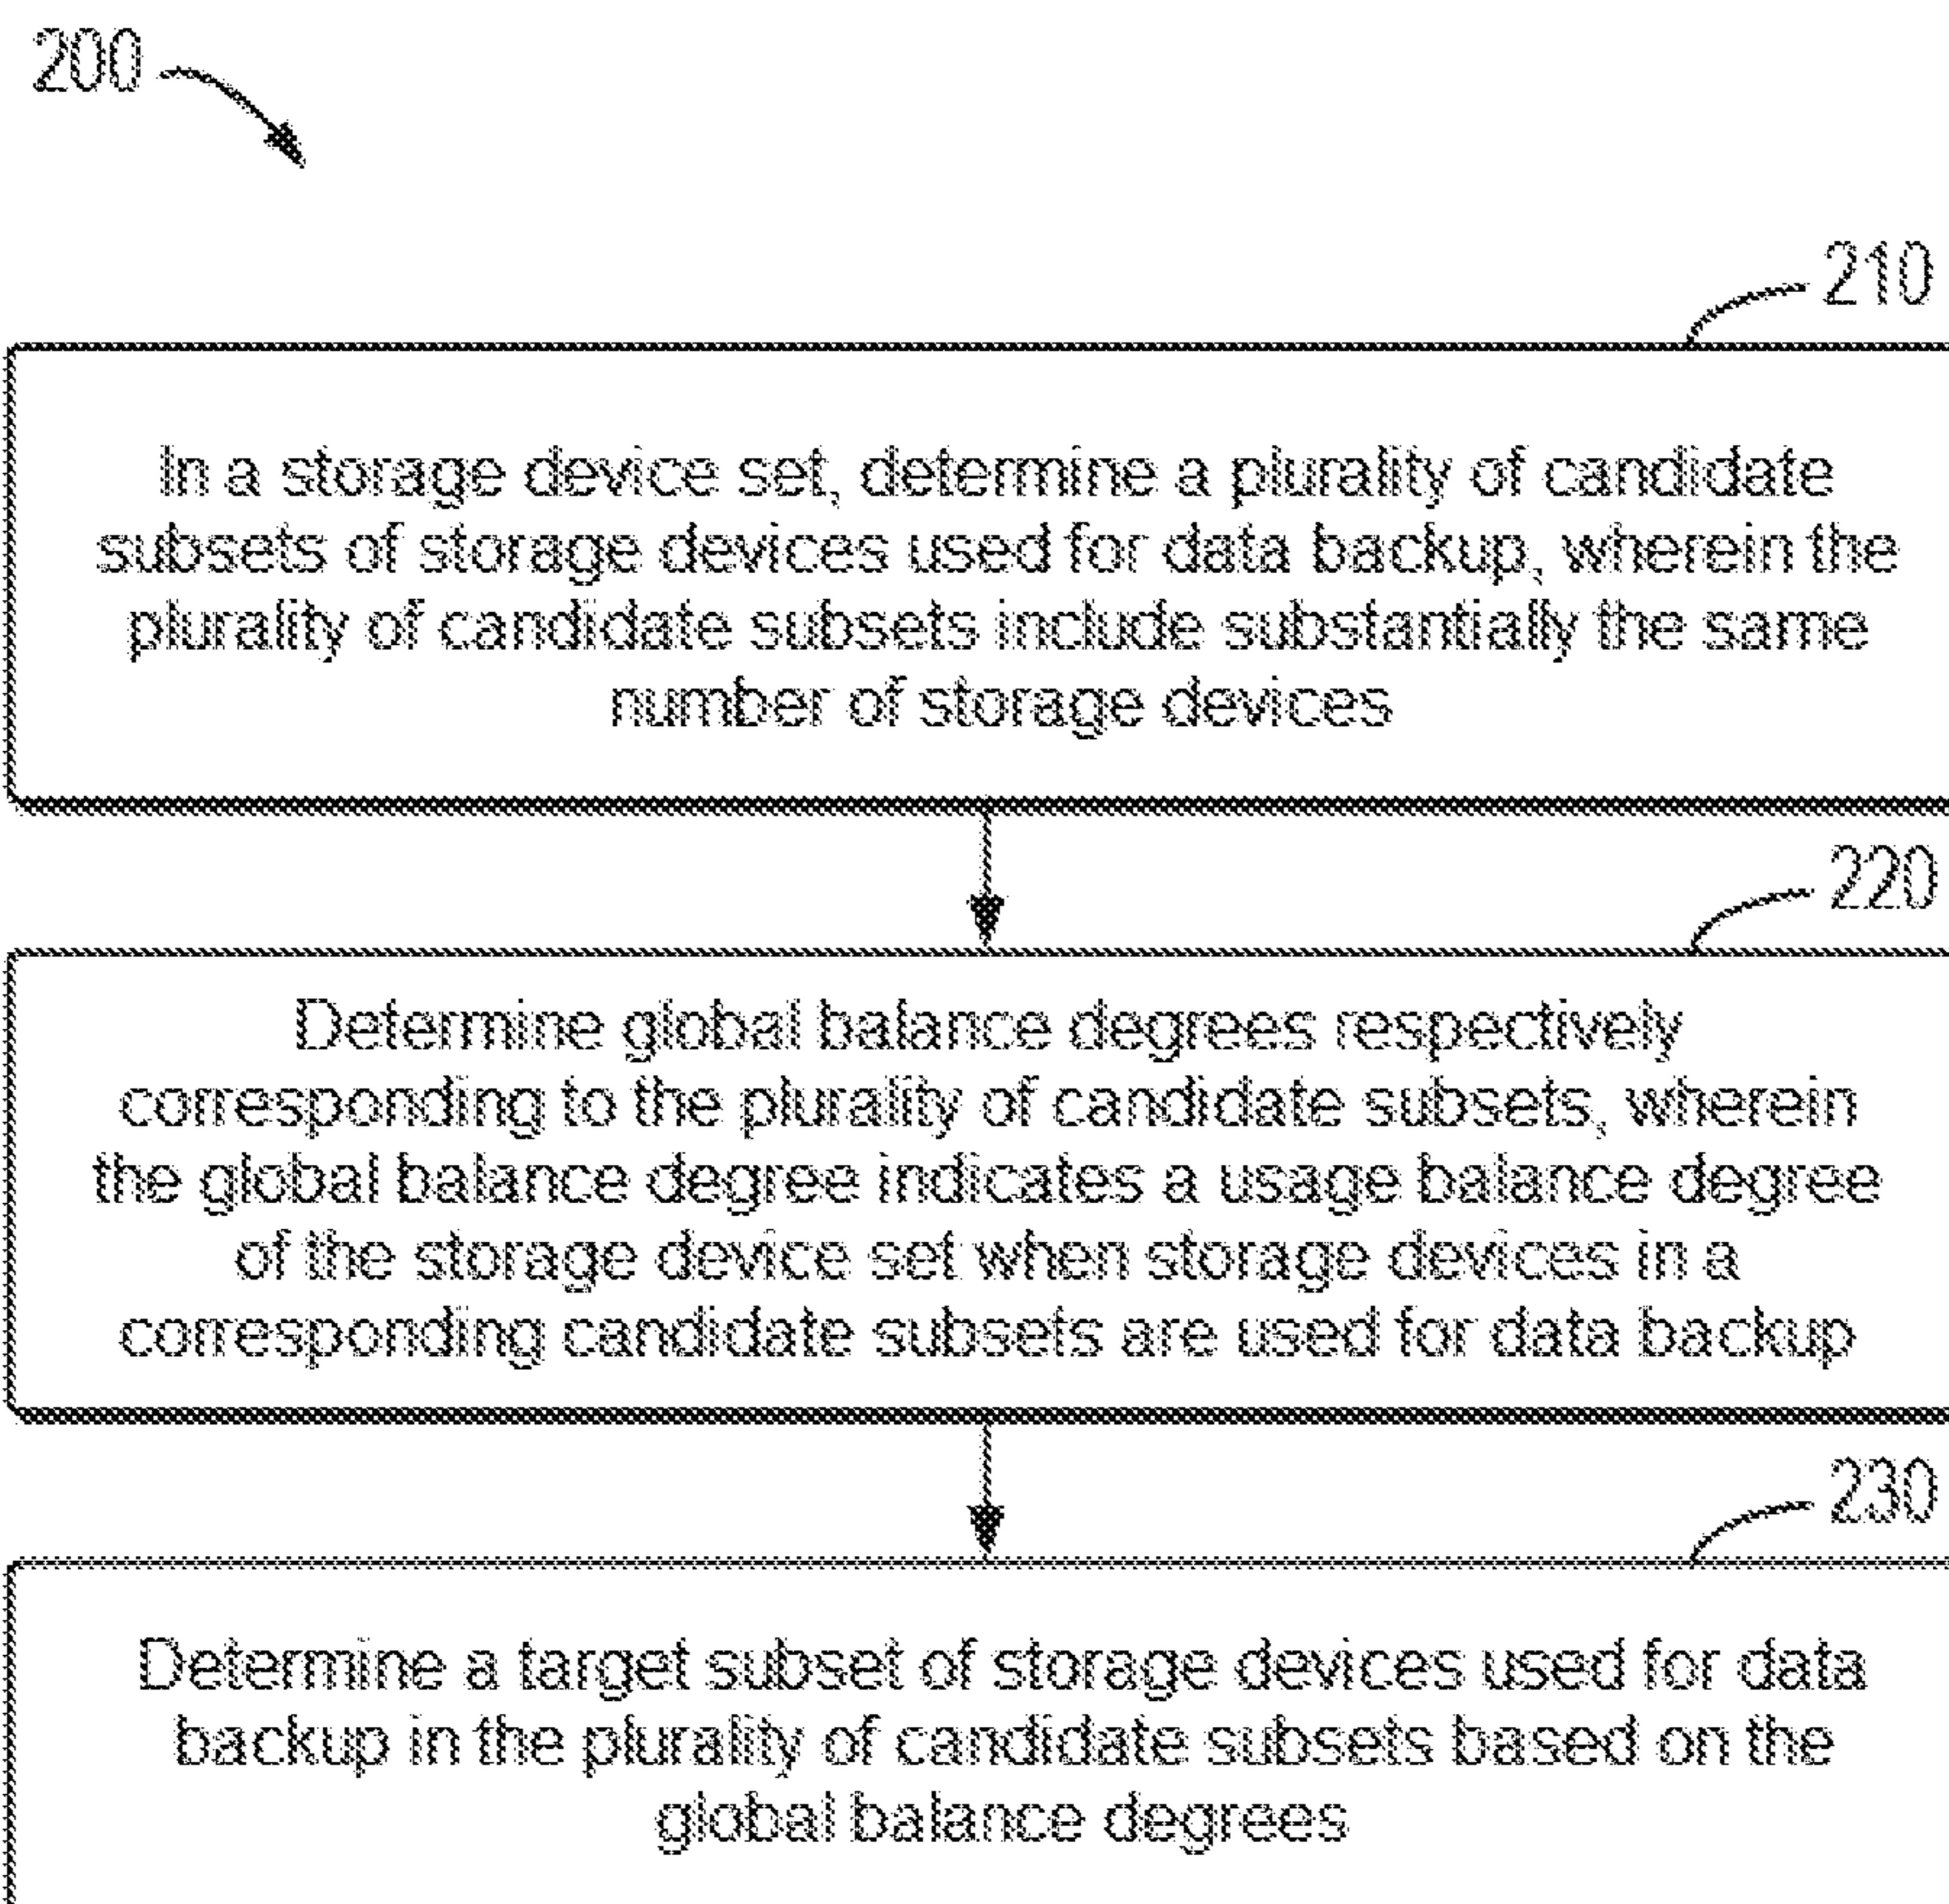 200
210
In a storage device set, determine a plurality of candidate
subsets of storage devices used for data backup, wherein the
plurality of candidate subsets include substantially the same
number of storage devices
220
Determine global balance degrees respectively
corresponding to the plurality of candidate subsets, wherein
the global balance degree indicates a usage balance degree
of the storage device set when storage devices in a
corresponding candidate subsets are used for data backup
230
Determine a target subset of storage devices used for data
backup in the plurality of candidate subsets based on the
global balance degrees